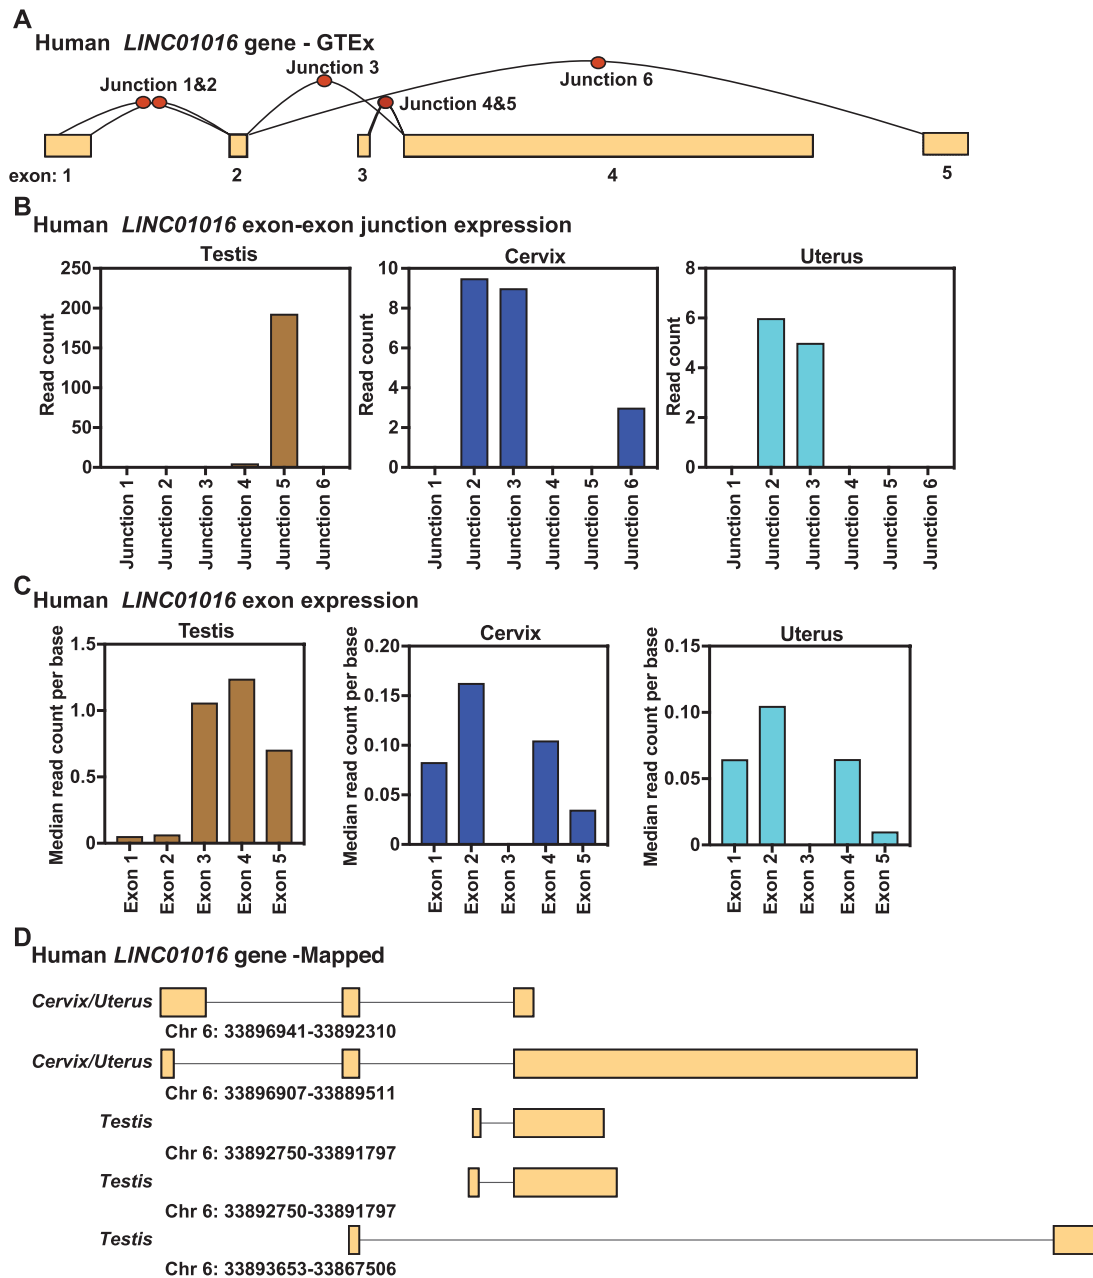 A
Human LINC01016 gene - GTEx
Junction 3
Junction 1&2
Junction 6
Junction 4&5
exon: 1
2
3
4
5
B
Human LINC01016 exon-exon junction expression
Testis
Read count
250
200
150
100
50
0
Junction 1
Junction 2
Junction 3
Junction 4
Junction 5
Junction 6
Cervix
Read count
10
8
6
4
2
0
Junction 1
Junction 2
Junction 3
Junction 4
Junction 5
Junction 6
Uterus
Read count
8
6
4
2
0
Junction 1
Junction 2
Junction 3
Junction 4
Junction 5
Junction 6
C
Human LINC01016 exon expression
Testis
Median read count per base
1.5
1.0
0.5
0
Exon 1
Exon 2
Exon 3
Exon 4
Exon 5
Cervix
Median read count per base
0.20
0.15
0.10
0.05
0
Exon 1
Exon 2
Exon 3
Exon 4
Exon 5
Uterus
Median read count per base
0.15
0.10
0.05
0
Exon 1
Exon 2
Exon 3
Exon 4
Exon 5
D
Human LINC01016 gene -Mapped
Cervix/Uterus
Chr 6: 33896941-33892310
Cervix/Uterus
Chr 6: 33896907-33889511
Testis
Chr 6: 33892750-33891797
Testis
Chr 6: 33892750-33891797
Testis
Chr 6: 33893653-33867506